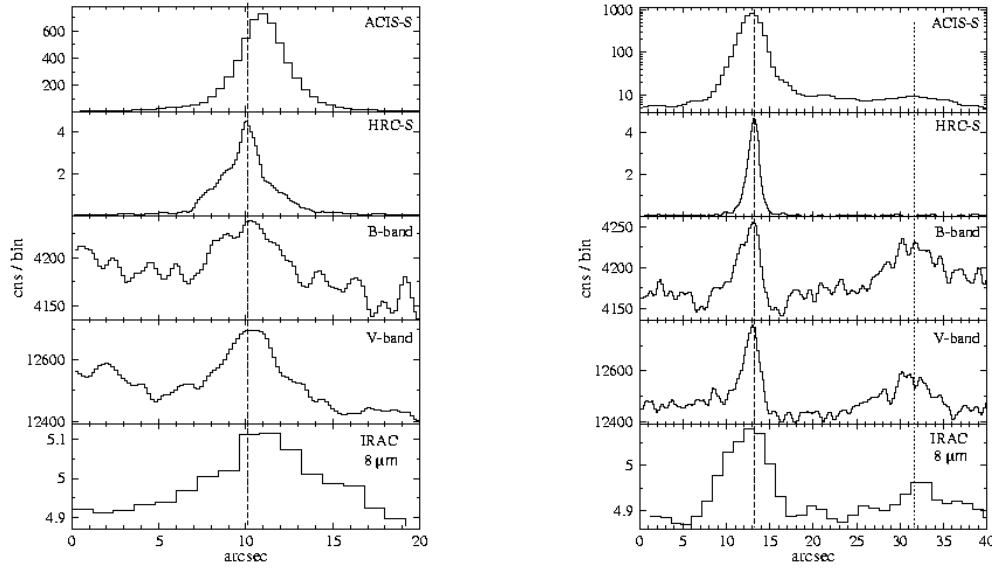 ACIS-S
600
400
200
HRC-S
4
2
B-band
4200
4150
cns / bin
V-band
12600
12400
IRAC
8 μm
5.1
5
4.9
0 5 10 15 20
arcsec
ACIS-S
1000
100
10
HRC-S
4
2
B-band
4250
4200
4150
cns / bin
V-band
12600
12400
IRAC
8 μm
5
4.9
0 5 10 15 20 25 30 35 40
arcsec